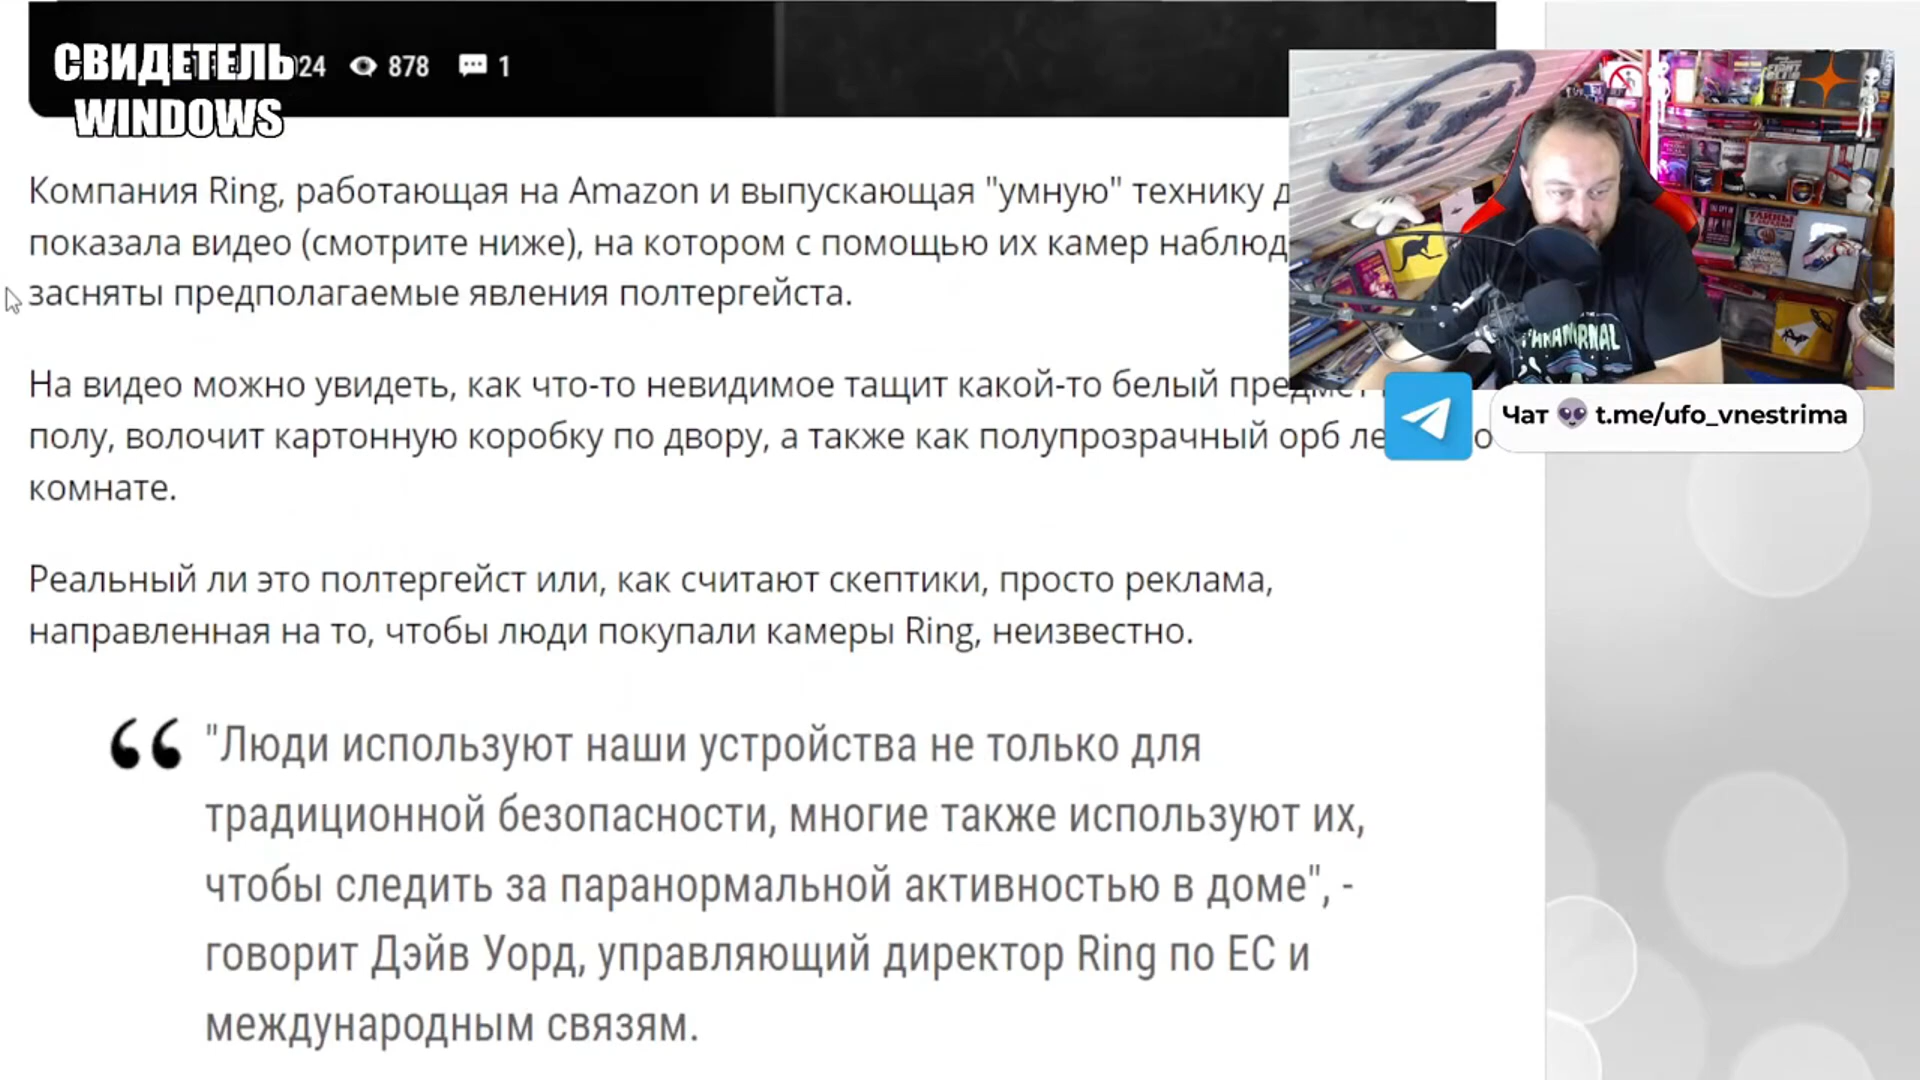 СВИДЕТЕЛЬ
WINDOWS
24 878 1
Компания Ring, работающая на Amazon и выпускающая "умную" технику
показала видео (смотрите ниже), на котором с помощью их камер
засняты предполагаемые явления полтергейста.
На видео можно увидеть, как что-то невидимое тащит какой-то белый предмет
полу, волочит картонную коробку по двору, а также как полупрозрачный орб
комнате.
Реальный ли это полтергейст или, как считают скептики, просто реклама,
направленная на то, чтобы люди покупали камеры Ring, неизвестно.
"Люди используют наши устройства не только для
традиционной безопасности, многие также используют их,
чтобы следить за паранормальной активностью в доме", -
говорит Дэйв Уорд, управляющий директор Ring по ЕС и
международным связям.
PARANORMAL
Чат t.me/ufo_vnestrima